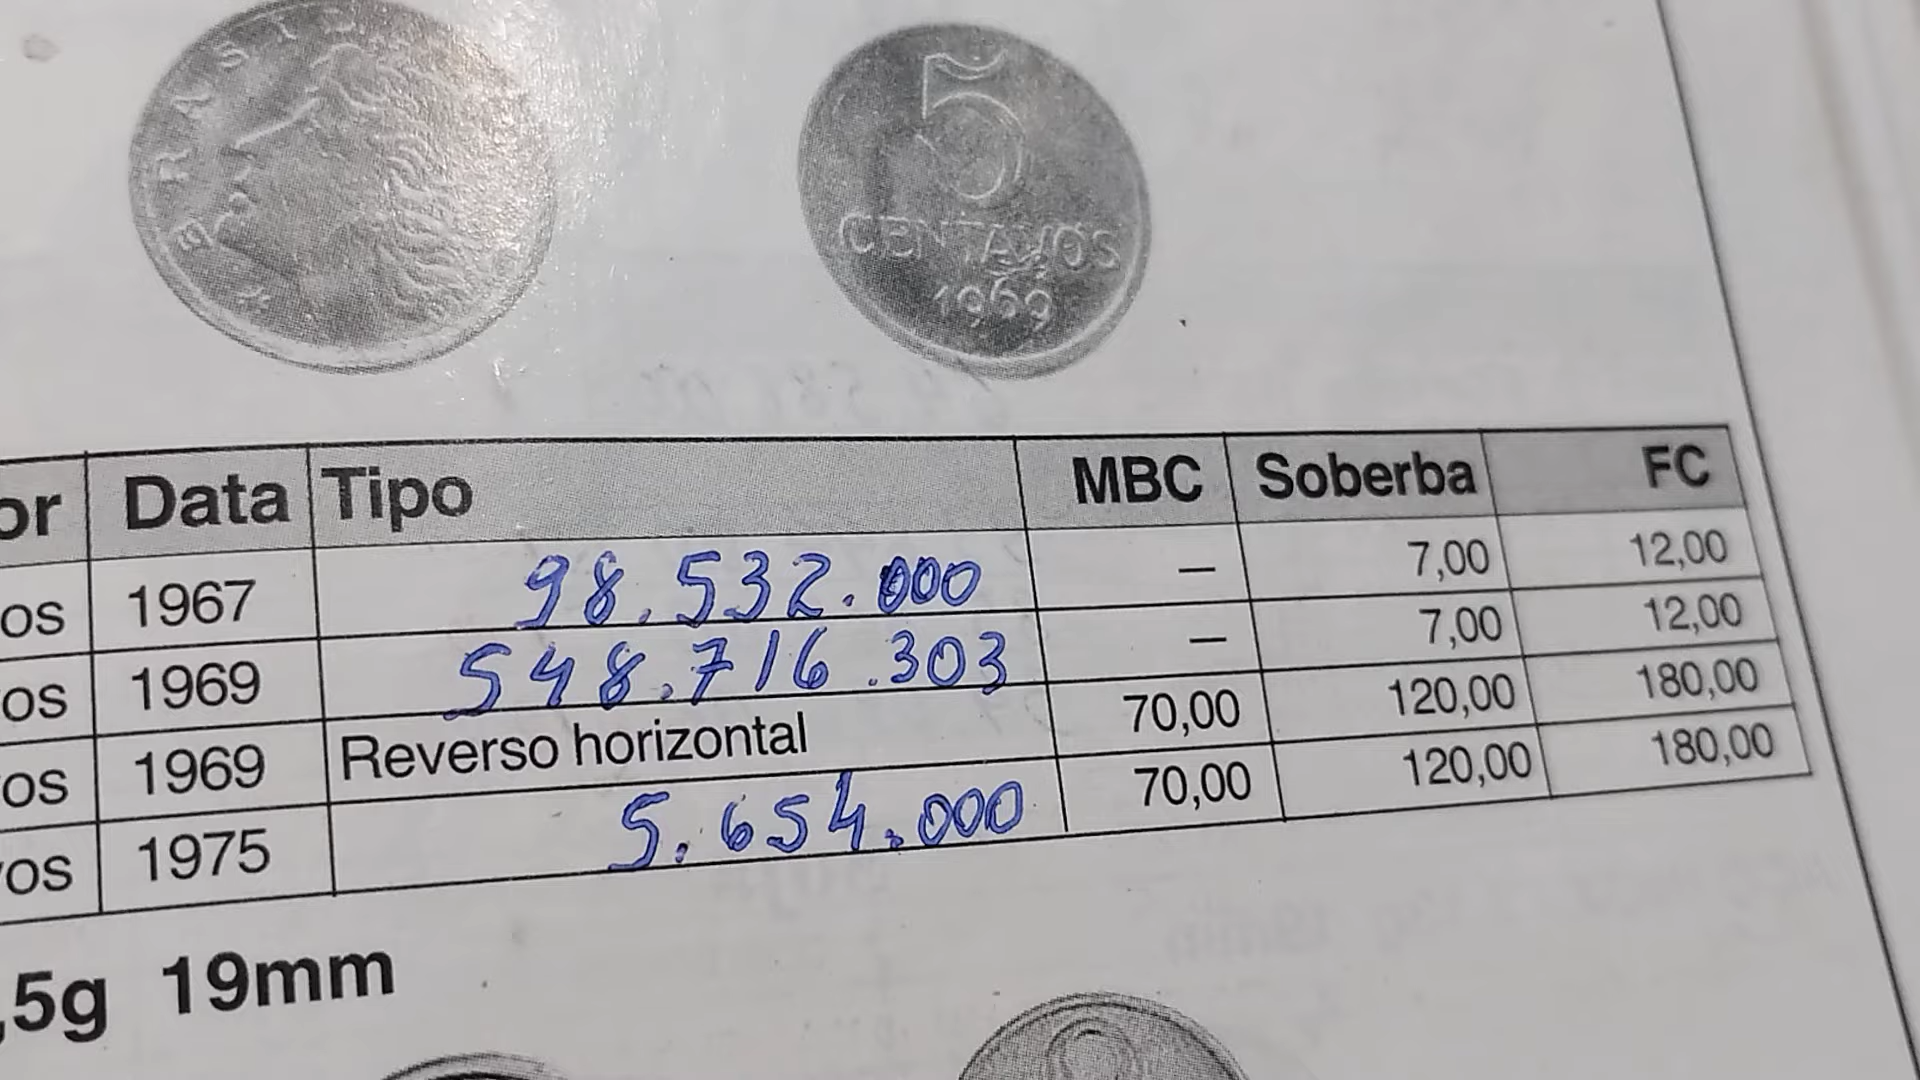 BRASIL
5
CENTAVOS
1969
or Data Tipo MBC Soberba FC
os 1967 98.532.000 – 7,00 12,00
os 1969 548.716.303 – 7,00 12,00
os 1969 Reverso horizontal 70,00 120,00 180,00
vos 1975 5.654.000 70,00 120,00 180,00
,5g 19mm